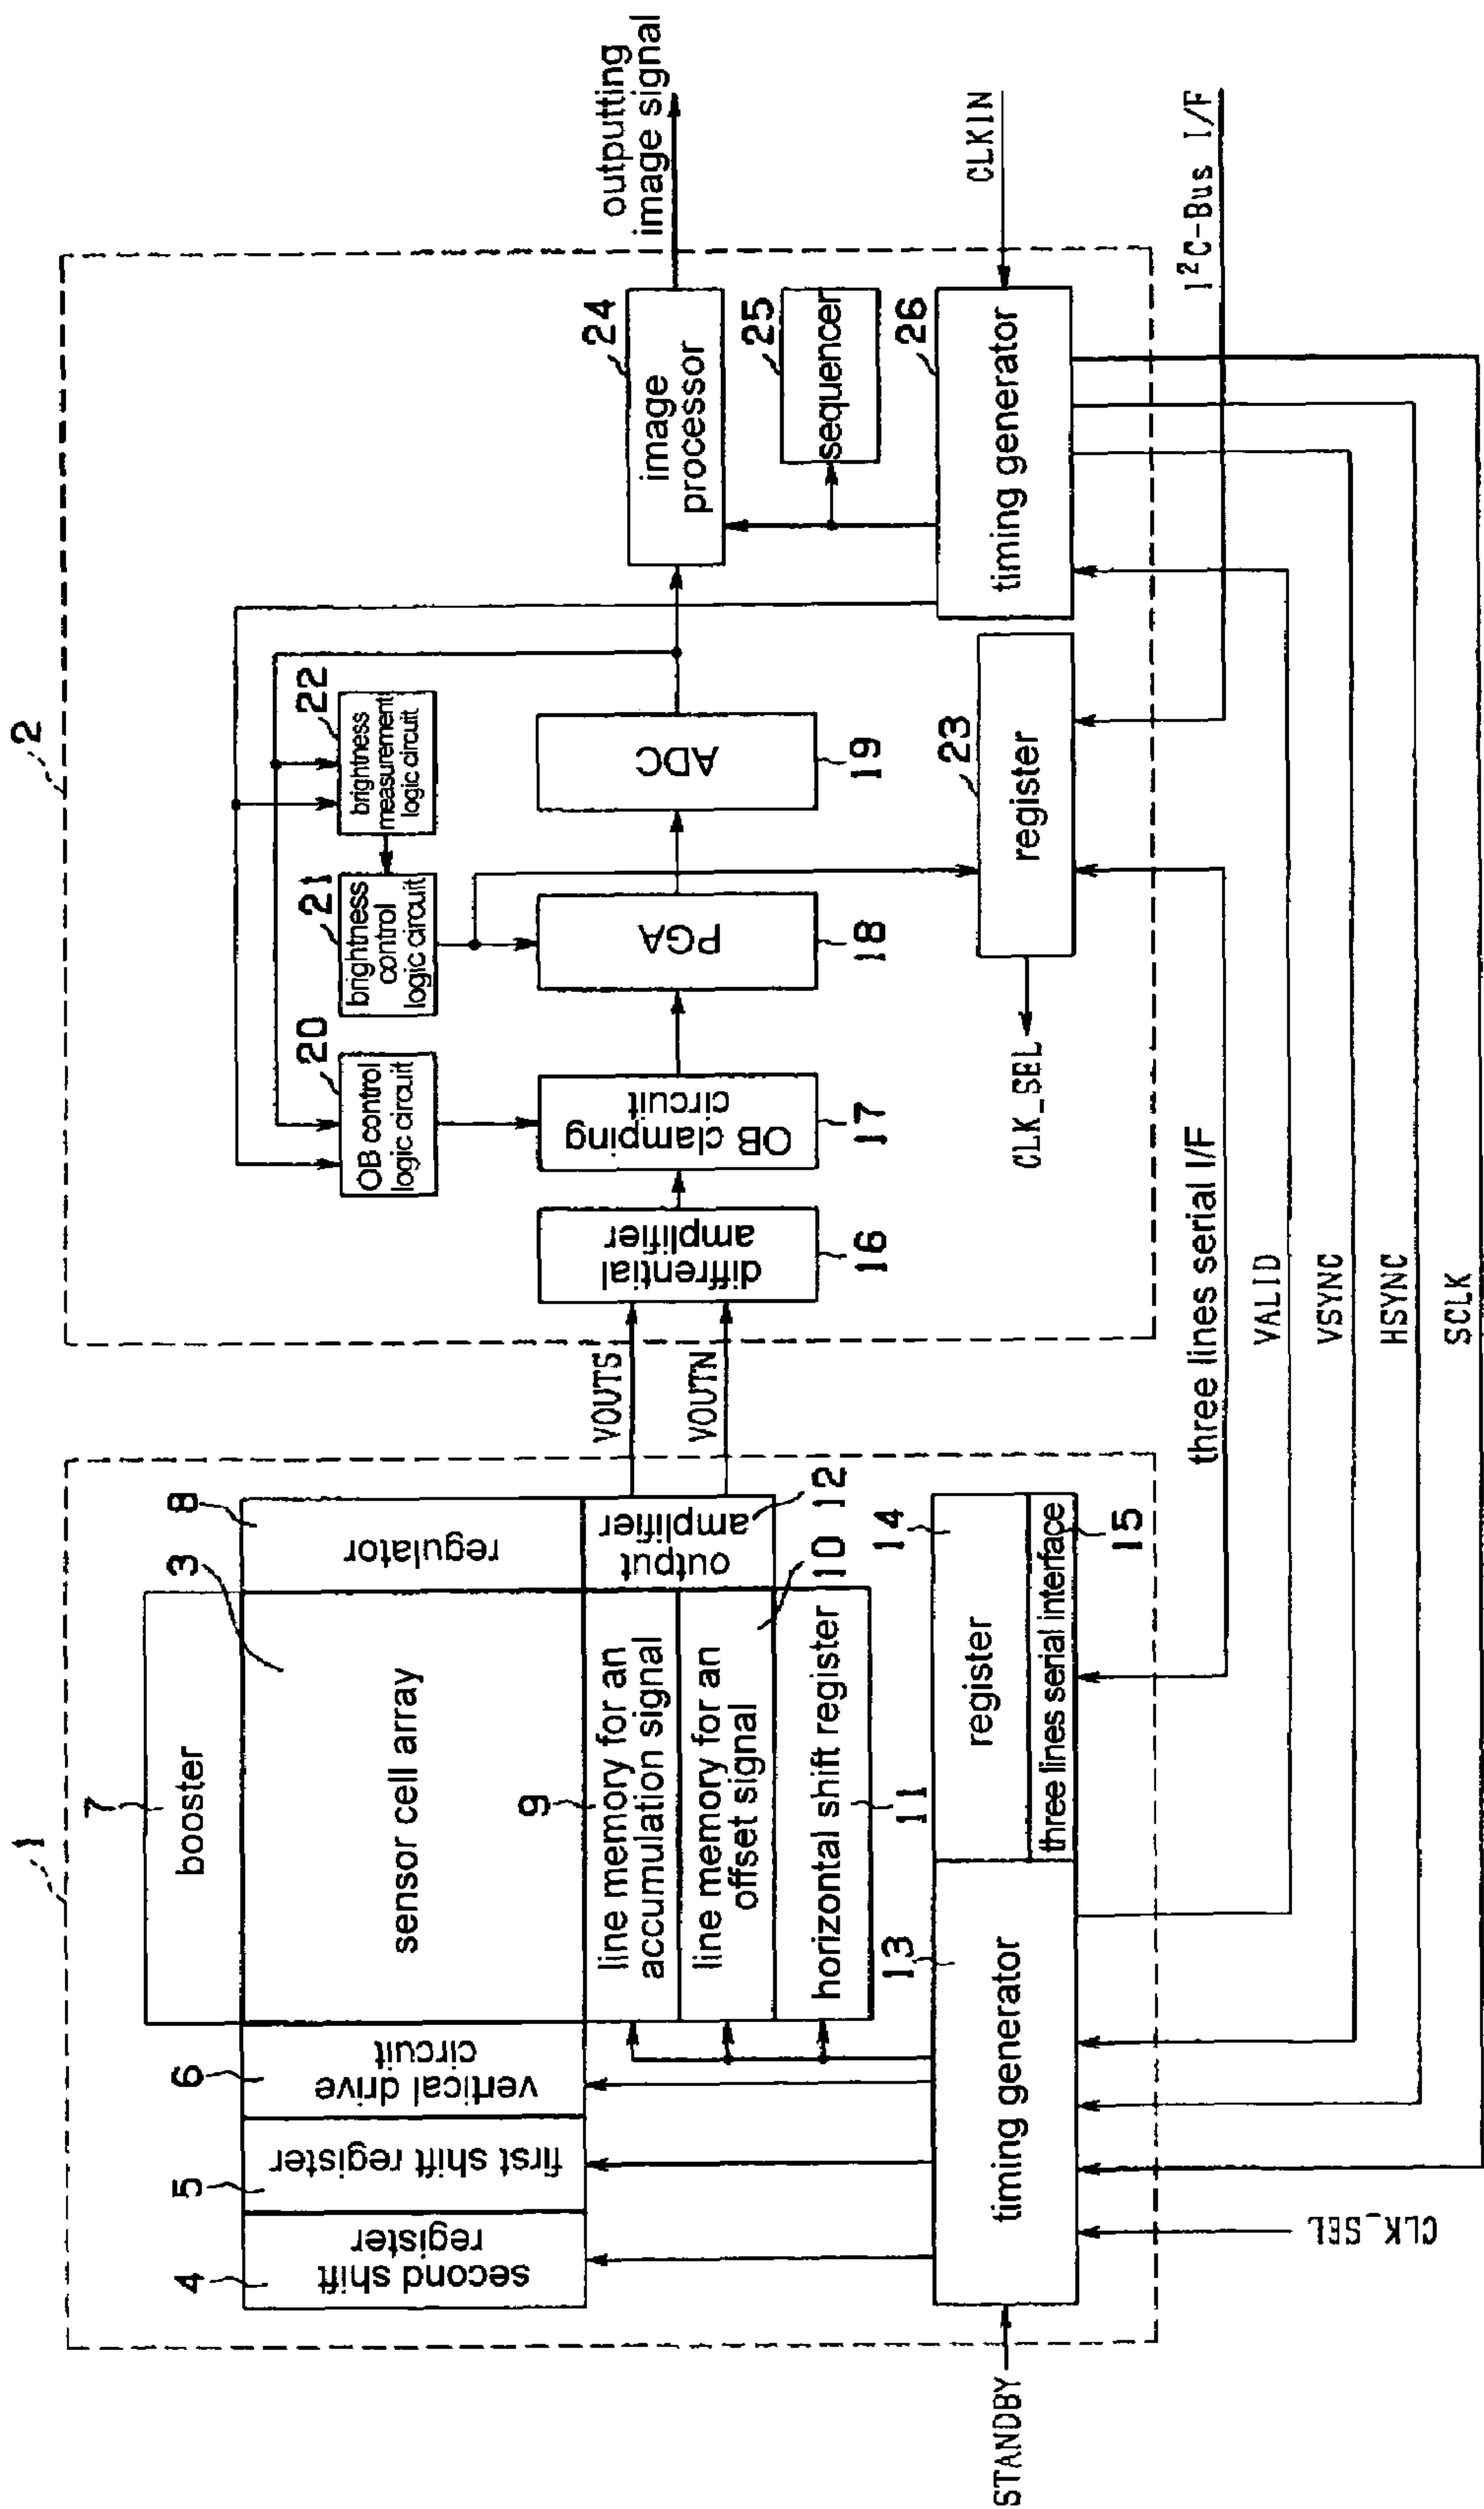 1
7
booster
3
8
sensor cell array
regulator
6
vertical drive
circuit
5
first shift register
4
second shift
register
9
line memory for an
accumulation signal
line memory for an
offset signal
10
horizontal shift register
11
output
amplifier
12
13
timing generator
14
register
three lines serial interface
15
STANDBY
CLK_SEL
VOUTS
VOUTN
2
20
OB control
logic circuit
21
brightness
control
logic circuit
22
brightness
measurement
logic circuit
diffrential
amplifier
16
OB clamping
circuit
17
PGA
18
ADC
19
24
image
processor
outputting
image signal
25
sequencer
26
timing generator
CLKIN
23
register
CLK_SEL
I²C-Bus I/F
three lines serial I/F
VALID
VSYNC
HSYNC
SCLK